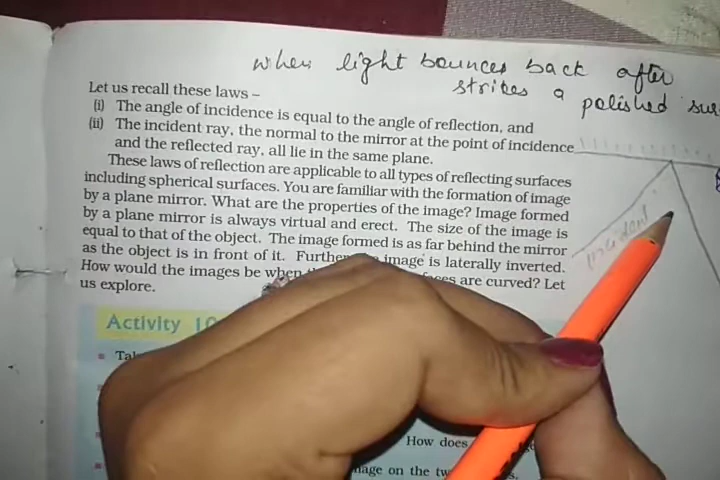 when light bounces back after
strikes a polished sur
Let us recall these laws –
(i) The angle of incidence is equal to the angle of reflection, and
(ii) The incident ray, the normal to the mirror at the point of incidence
and the reflected ray, all lie in the same plane.
These laws of reflection are applicable to all types of reflecting surfaces
including spherical surfaces. You are familiar with the formation of image
by a plane mirror. What are the properties of the image? Image formed
by a plane mirror is always virtual and erect. The size of the image is
equal to that of the object. The image formed is as far behind the mirror
as the object is in front of it. Further image is laterally inverted.
How would the images be when faces are curved? Let
us explore.
incident
Activity 10
Ta
How does
mage on the tw